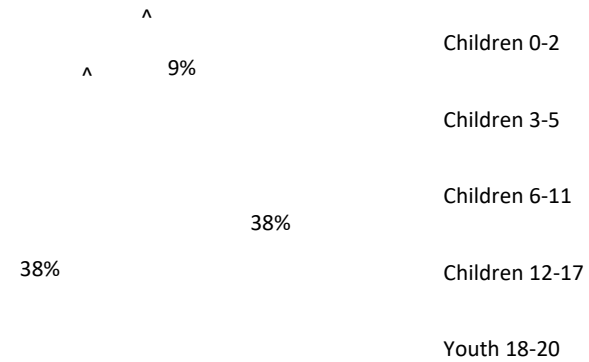 ^
^
9%
38%
38%
Children 0-2
Children 3-5
Children 6-11
Children 12-17
Youth 18-20